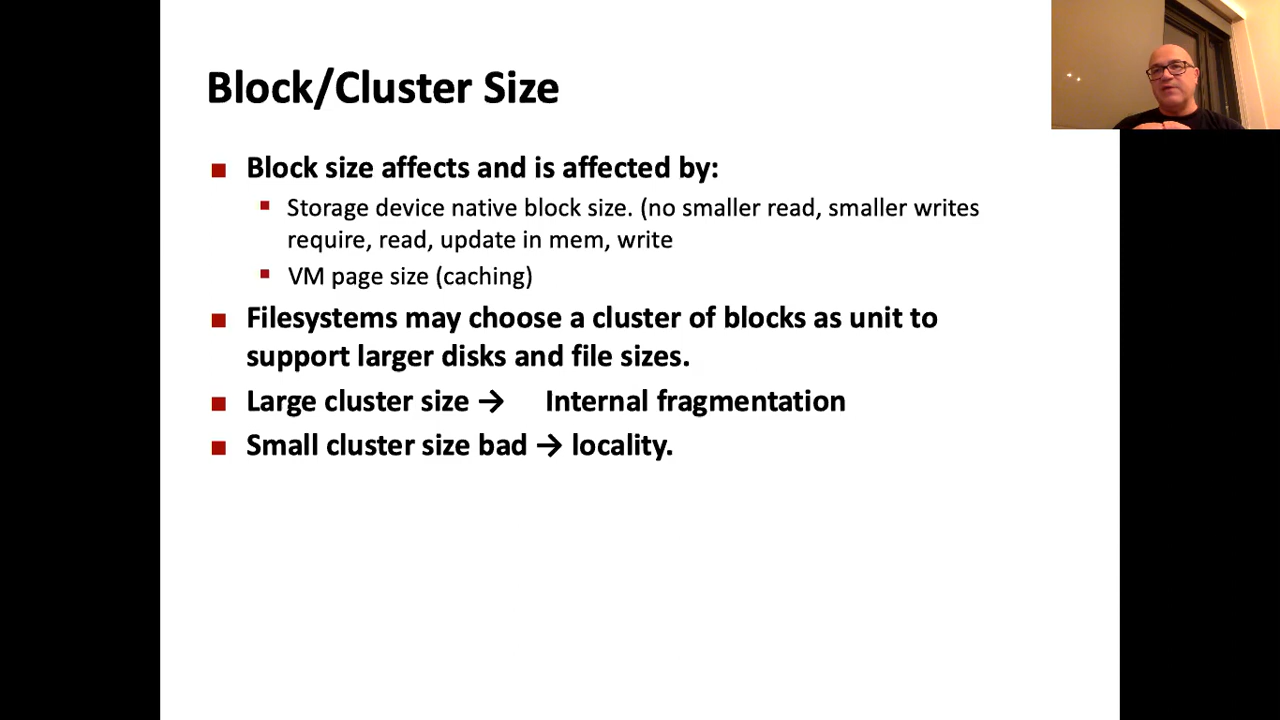 Block/Cluster Size
Block size affects and is affected by:
Storage device native block size. (no smaller read, smaller writes
require, read, update in mem, write
VM page size (caching)
Filesystems may choose a cluster of blocks as unit to
support larger disks and file sizes.
Large cluster size → Internal fragmentation
Small cluster size bad → locality.